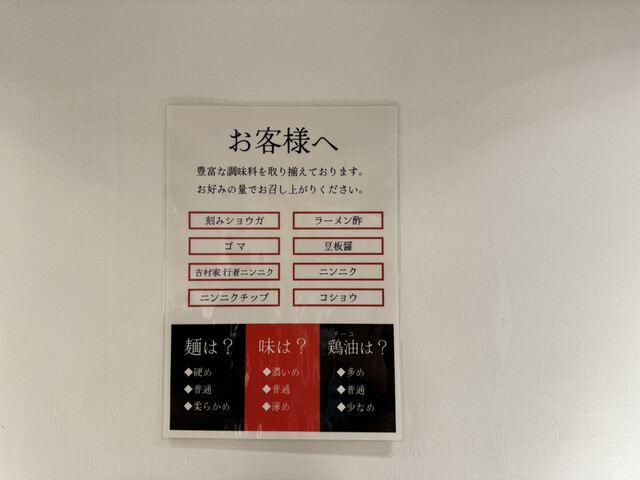 お客様へ
豊富な調味料を取り揃えております。
お好みの量でお召し上がりください。
刻みショウガ
ラーメン酢
ゴマ
豆板醤
吉村家 行者ニンニク
ニンニク
ニンニクチップ
コショウ
麺は？
◆硬め
◆普通
◆柔らかめ
味は？
◆濃いめ
◆普通
◆薄め
チーユ
鶏油は？
◆多め
◆普通
◆少なめ